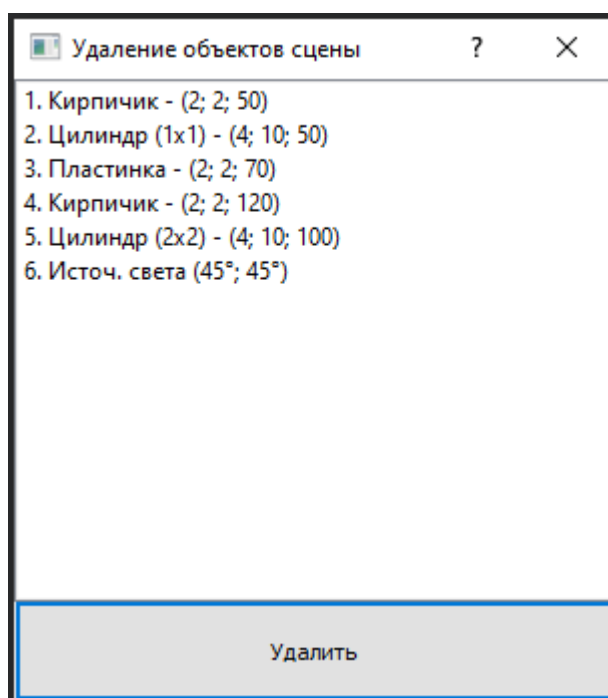 Удаление объектов сцены ?
1. Кирпичик - (2; 2; 50)
2. Цилиндр (1x1) - (4; 10; 50)
3. Пластинка - (2; 2; 70)
4. Кирпичик - (2; 2; 120)
5. Цилиндр (2x2) - (4; 10; 100)
6. Источ. света (45°; 45°)
Удалить